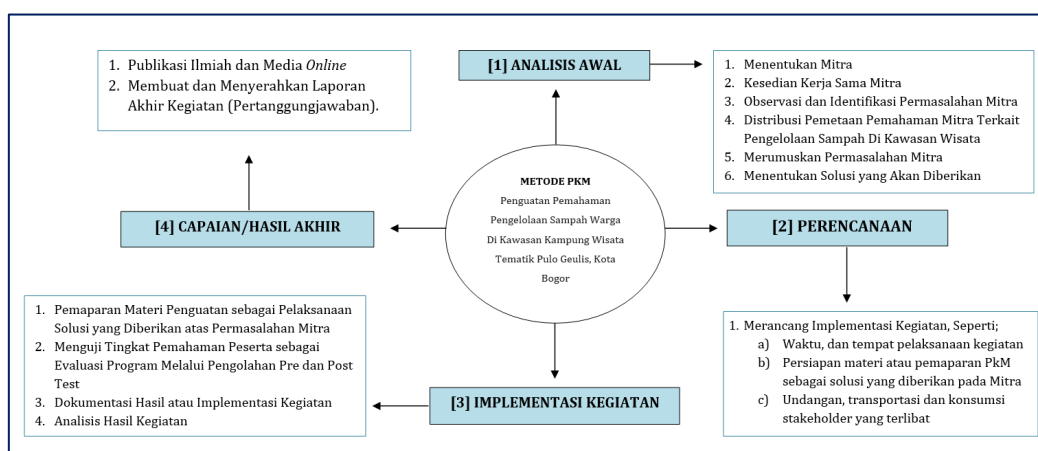 [1] ANALISIS AWAL
1. Menentukan Mitra
2. Kesedian Kerja Sama Mitra
3. Observasi dan Identifikasi Permasalahan Mitra
4. Distribusi Pemetaan Pemahaman Mitra Terkait
Pengelolaan Sampah Di Kawasan Wisata
5. Merumuskan Permasalahan Mitra
6. Menentukan Solusi yang Akan Diberikan
METODE PKM
Penguatan Pemahaman
Pengelolaan Sampah Warga
Di Kawasan Kampung Wisata
Tematik Pulo Geulis, Kota
Bogor
[2] PERENCANAAN
1. Merancang Implementasi Kegiatan, Seperti;
a) Waktu, dan tempat pelaksanaan kegiatan
b) Persiapan materi atau pemaparan PkM
sebagai solusi yang diberikan pada Mitra
c) Undangan, transportasi dan konsumsi
stakeholder yang terlibat
[3] IMPLEMENTASI KEGIATAN
1. Pemaparan Materi Penguatan sebagai Pelaksanaan
Solusi yang Diberikan atas Permasalahan Mitra
2. Menguji Tingkat Pemahaman Peserta sebagai
Evaluasi Program Melalui Pengolahan Pre dan Post
Test
3. Dokumentasi Hasil atau Implementasi Kegiatan
4. Analisis Hasil Kegiatan
[4] CAPAIAN/HASIL AKHIR
1. Publikasi Ilmiah dan Media Online
2. Membuat dan Menyerahkan Laporan
Akhir Kegiatan (Pertanggungjawaban).